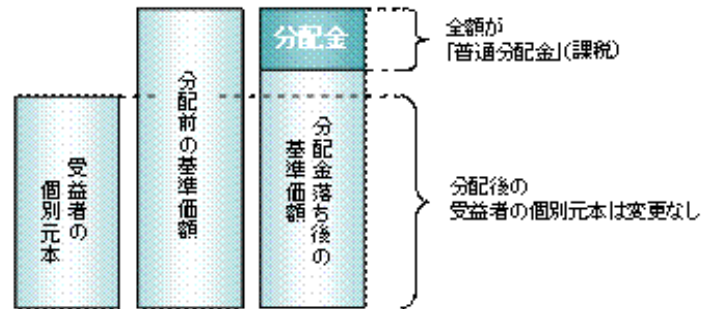 受益者の
個別元本
分配前の基準価額
分配金
分配金落ち後の
基準価額
全額が
「普通分配金」(課税)
分配後の
受益者の個別元本は変更なし